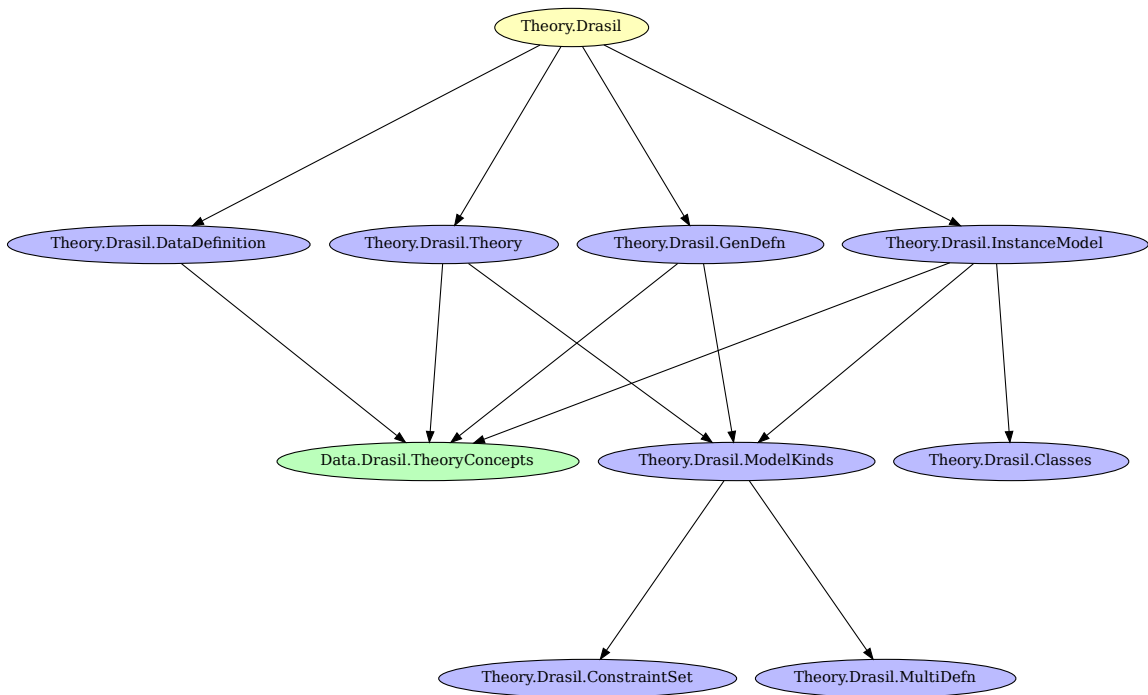 Theory.Drasil
Theory.Drasil.DataDefinition
Theory.Drasil.Theory
Theory.Drasil.GenDefn
Theory.Drasil.InstanceModel
Data.Drasil.TheoryConcepts
Theory.Drasil.ModelKinds
Theory.Drasil.Classes
Theory.Drasil.ConstraintSet
Theory.Drasil.MultiDefn